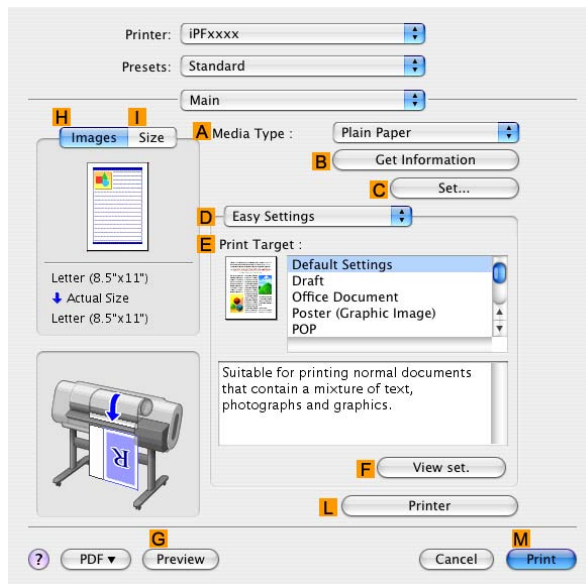 Printer: iPFxxxx
Presets: Standard
Main
H I
Images Size
A Media Type : Plain Paper
B Get Information
C Set...
D Easy Settings
E Print Target :
Default Settings
Draft
Office Document
Poster (Graphic Image)
POP
Letter (8.5"x11")
Actual Size
Letter (8.5"x11")
Suitable for printing normal documents
that contain a mixture of text,
photographs and graphics.
R
F View set.
L Printer
G M
? PDF ▼ Preview Cancel Print